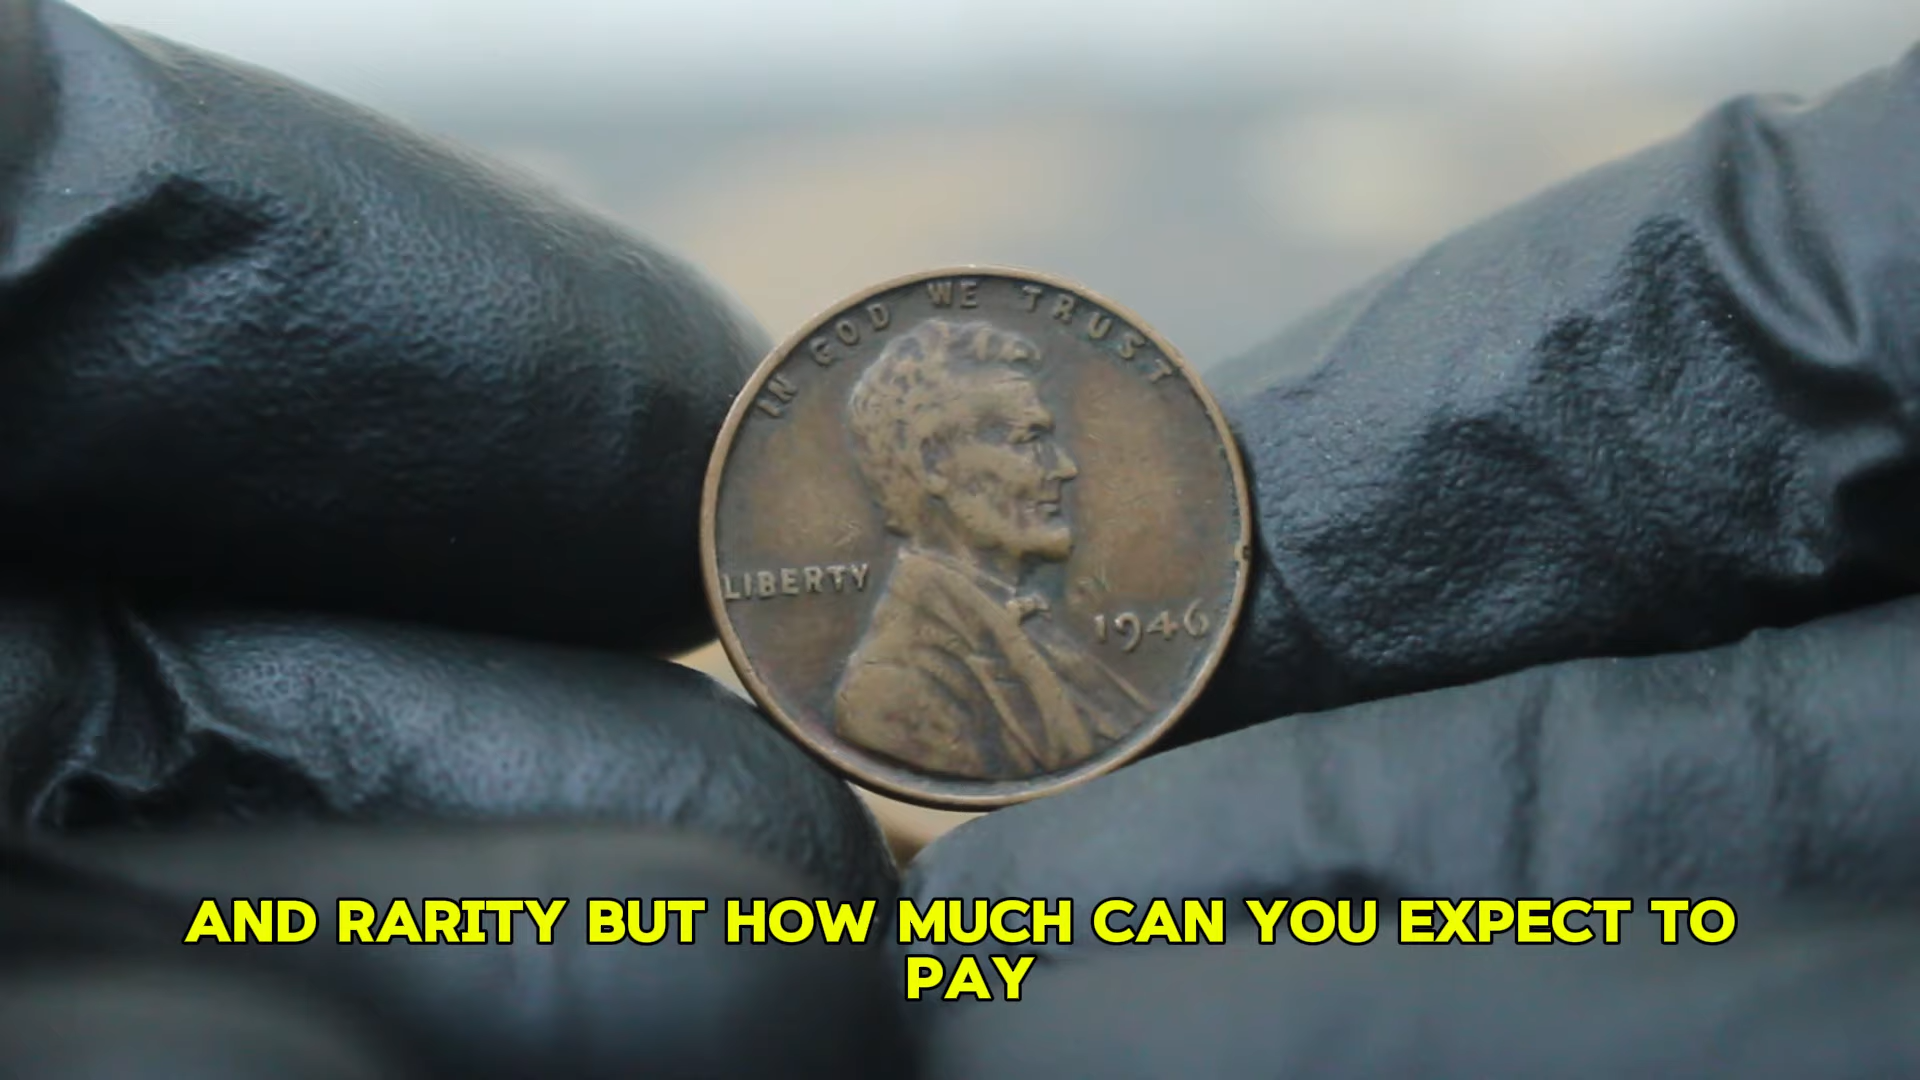 IN GOD WE TRUST
LIBERTY
1946
AND RARITY BUT HOW MUCH CAN YOU EXPECT TO
PAY